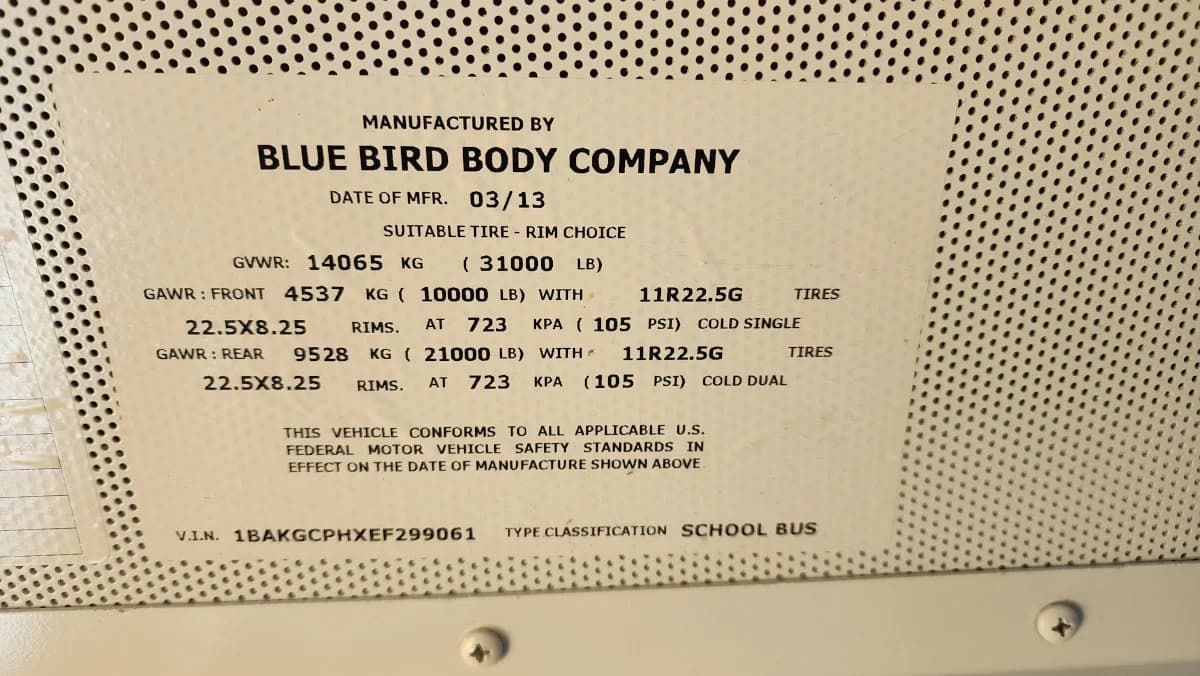 MANUFACTURED BY
BLUE BIRD BODY COMPANY
DATE OF MFR. 03/13
SUITABLE TIRE - RIM CHOICE
GVWR: 14065 KG ( 31000 LB)
GAWR : FRONT 4537 KG ( 10000 LB) WITH 11R22.5G TIRES
22.5X8.25 RIMS. AT 723 KPA ( 105 PSI) COLD SINGLE
GAWR : REAR 9528 KG ( 21000 LB) WITH 11R22.5G TIRES
22.5X8.25 RIMS. AT 723 KPA ( 105 PSI) COLD DUAL
THIS VEHICLE CONFORMS TO ALL APPLICABLE U.S.
FEDERAL MOTOR VEHICLE SAFETY STANDARDS IN
EFFECT ON THE DATE OF MANUFACTURE SHOWN ABOVE
V.I.N. 1BAKGCPHXEF299061 TYPE CLASSIFICATION SCHOOL BUS